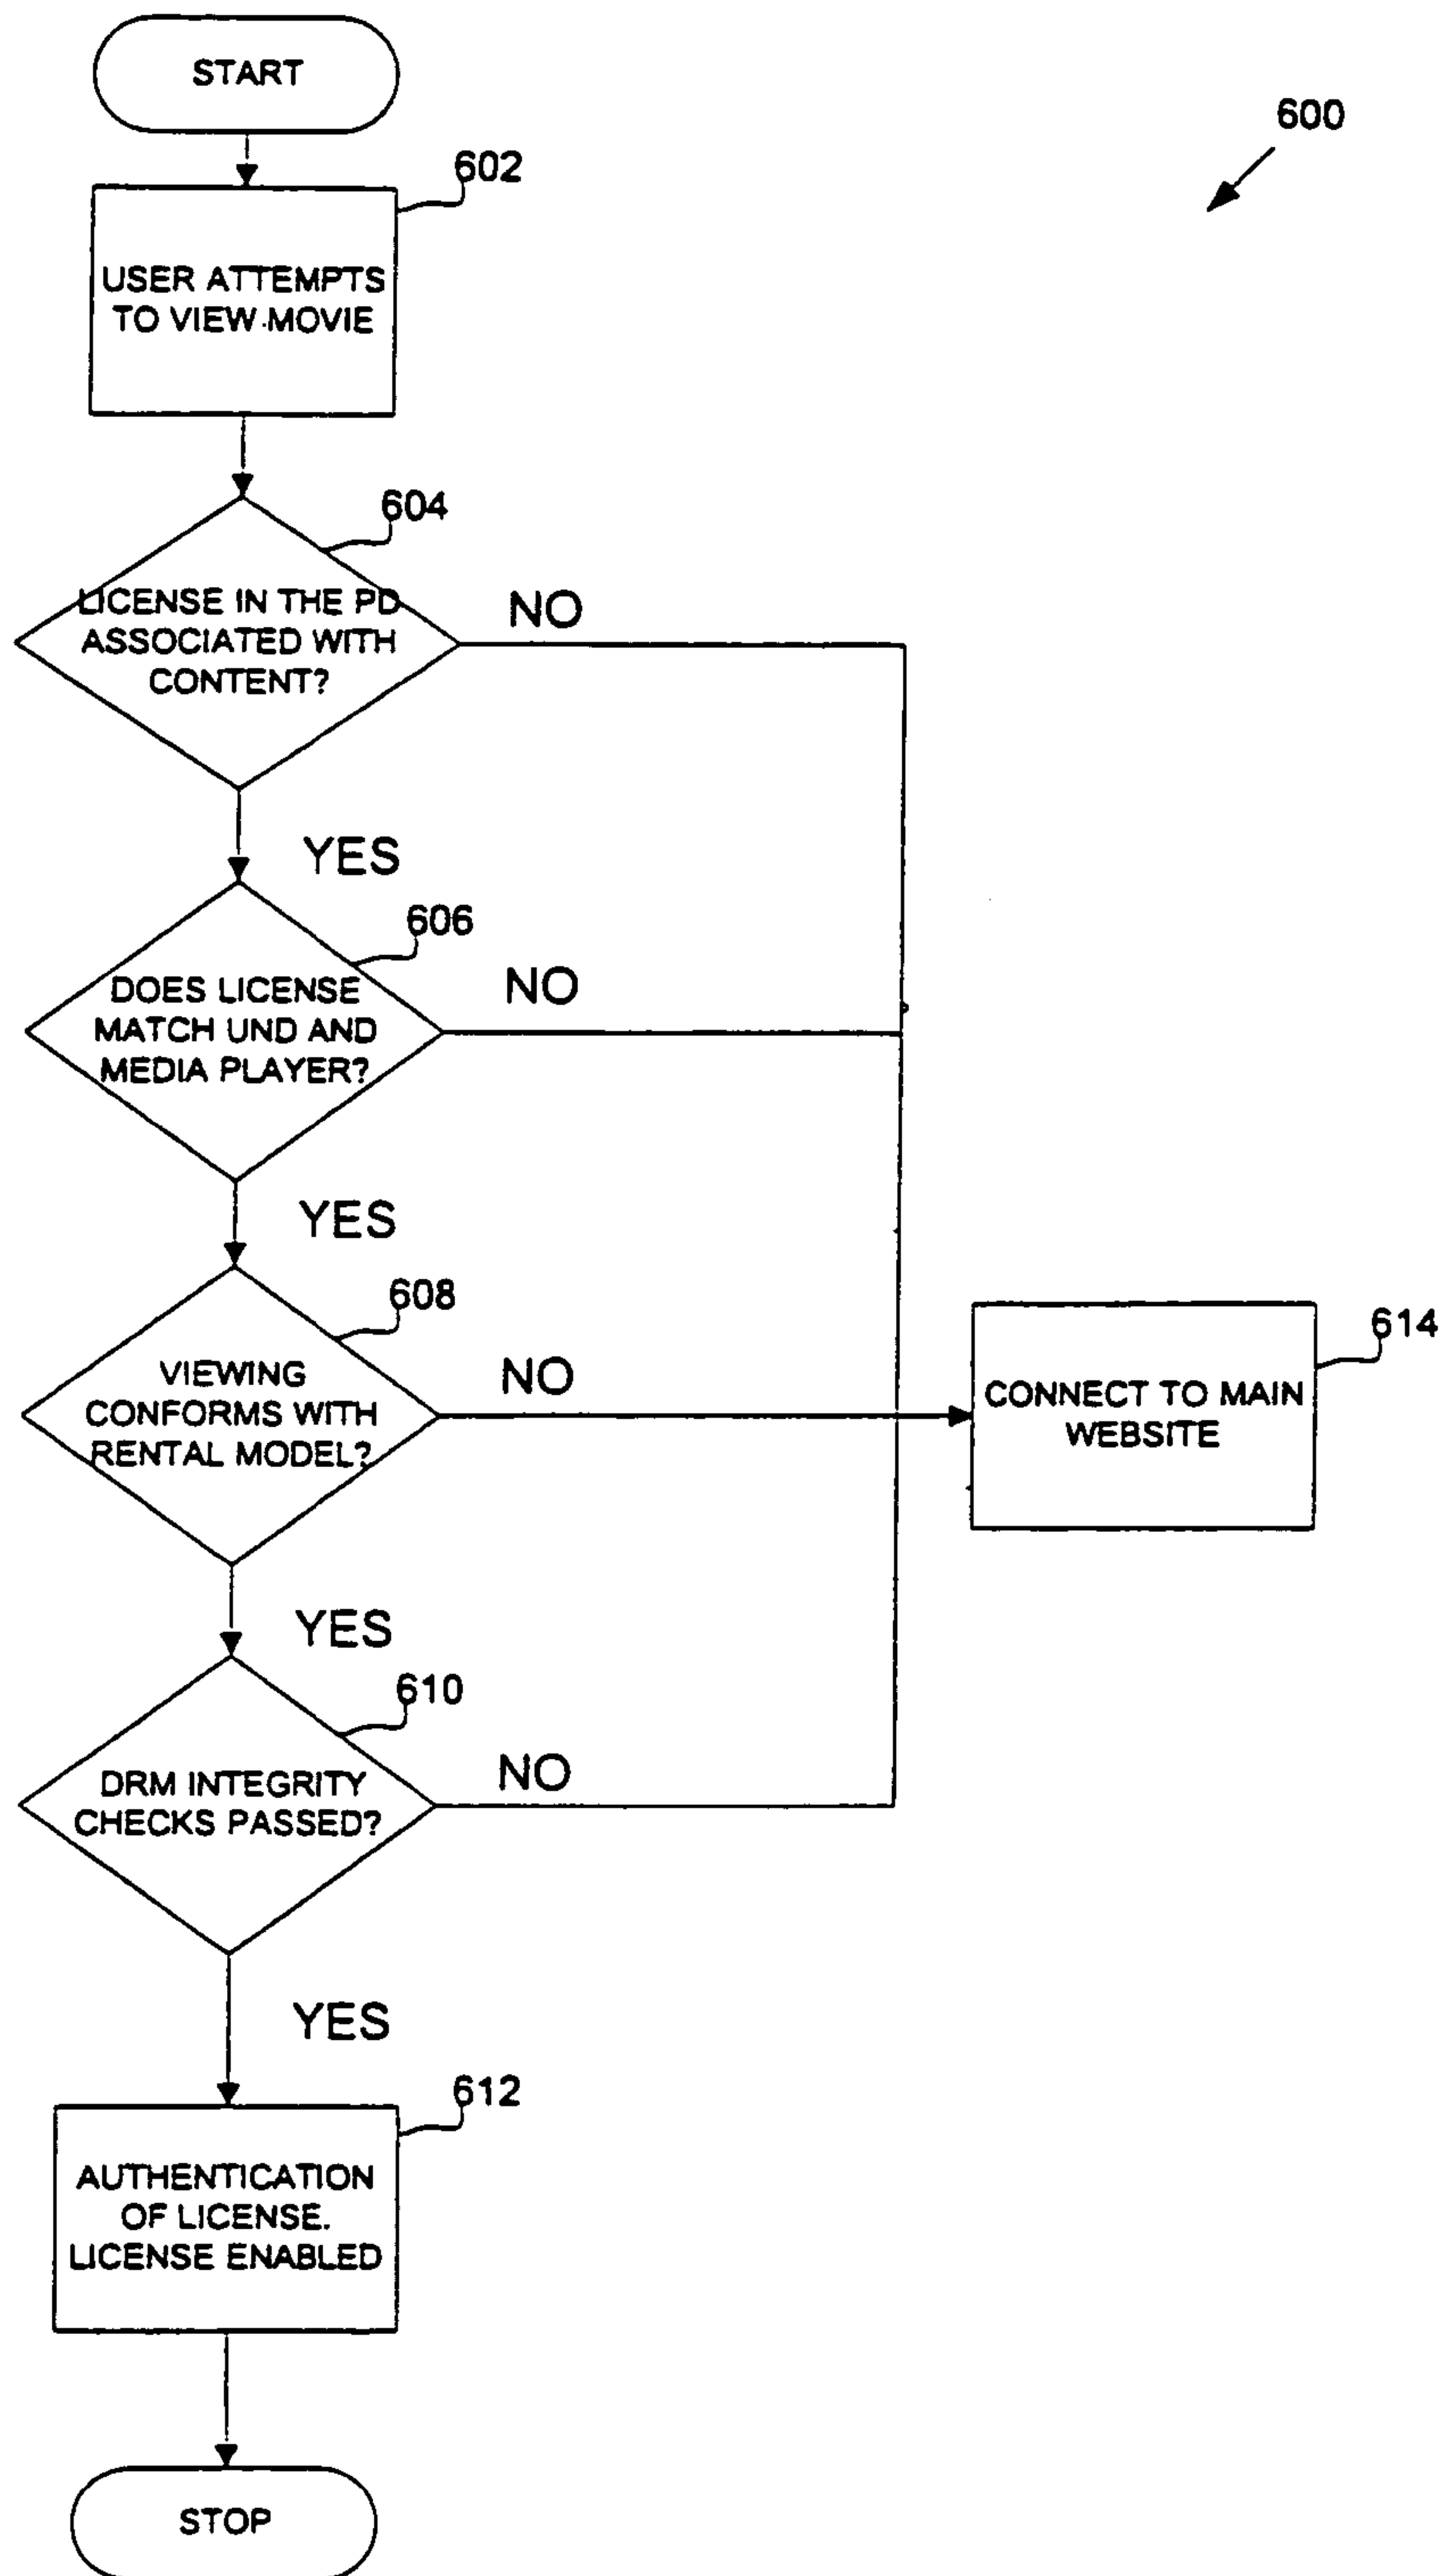 START
600
602
USER ATTEMPTS
TO VIEW MOVIE
604
LICENSE IN THE PD
ASSOCIATED WITH
CONTENT?
NO
YES
606
DOES LICENSE
MATCH UND AND
MEDIA PLAYER?
NO
YES
608
VIEWING
CONFORMS WITH
RENTAL MODEL?
NO
614
CONNECT TO MAIN
WEBSITE
YES
610
DRM INTEGRITY
CHECKS PASSED?
NO
YES
612
AUTHENTICATION
OF LICENSE.
LICENSE ENABLED
STOP